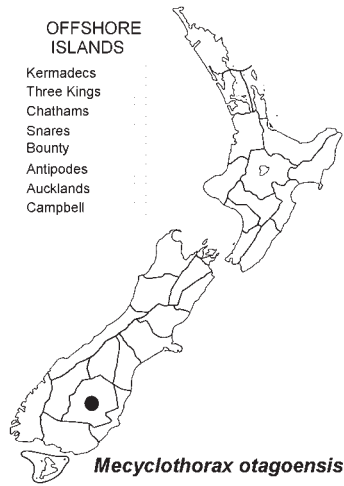 OFFSHORE
ISLANDS
Kermadecs
Three Kings
Chathams
Snares
Bounty
Antipodes
Aucklands
Campbell
Mecyclothorax otagoensis